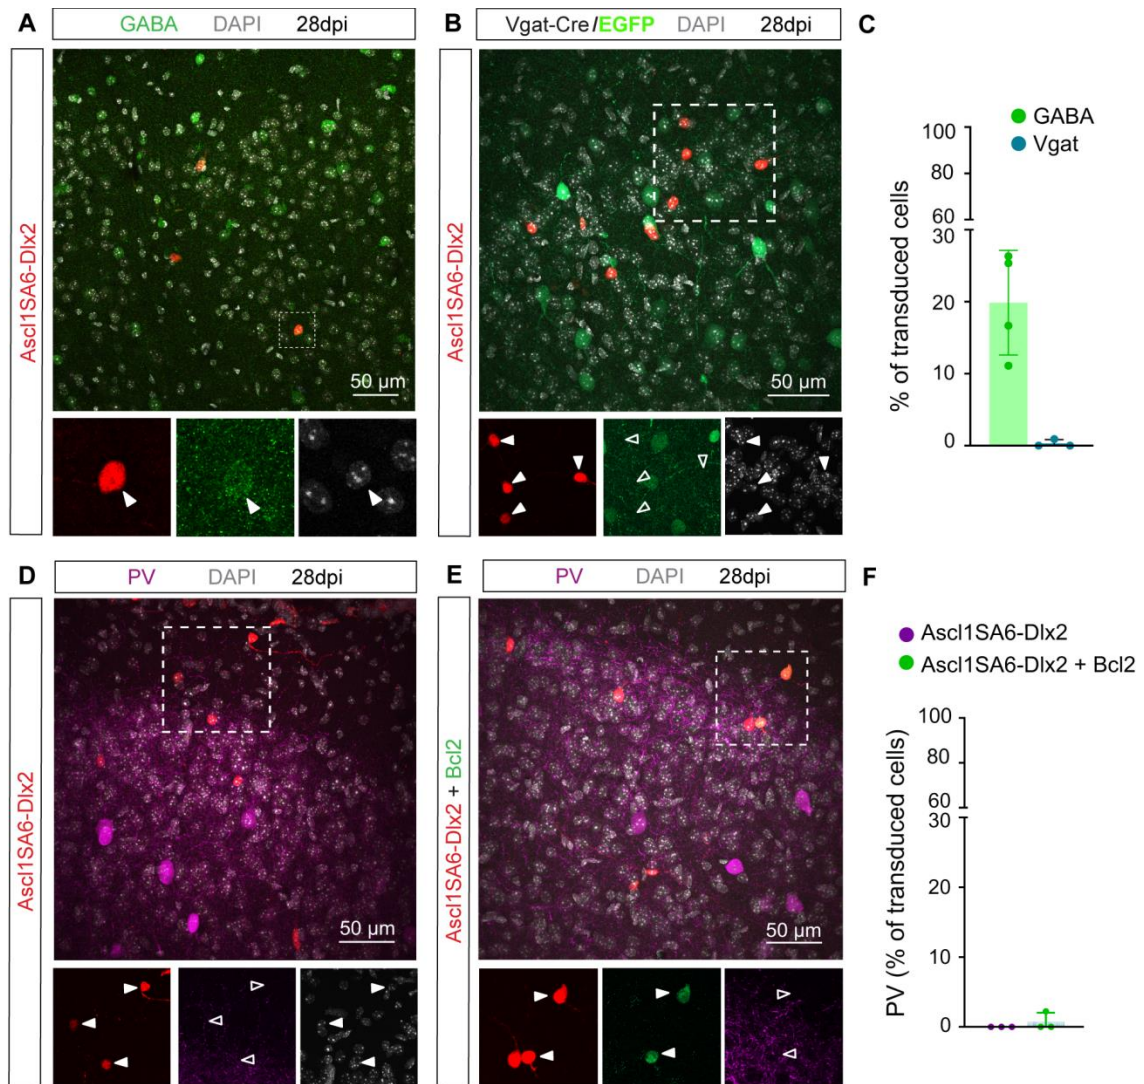 A
GABA DAPI 28dpi
Ascl1SA6-Dlx2
50 µm
B
Vgat-Cre/EGFP DAPI 28dpi
Ascl1SA6-Dlx2
50 µm
C
GABA
Vgat
% of transduced cells
100
80
60
30
20
10
0
D
PV DAPI 28dpi
Ascl1SA6-Dlx2
50 µm
E
PV DAPI 28dpi
Ascl1SA6-Dlx2 + Bcl2
50 µm
F
Ascl1SA6-Dlx2
Ascl1SA6-Dlx2 + Bcl2
PV (% of transduced cells)
100
80
60
30
20
10
0